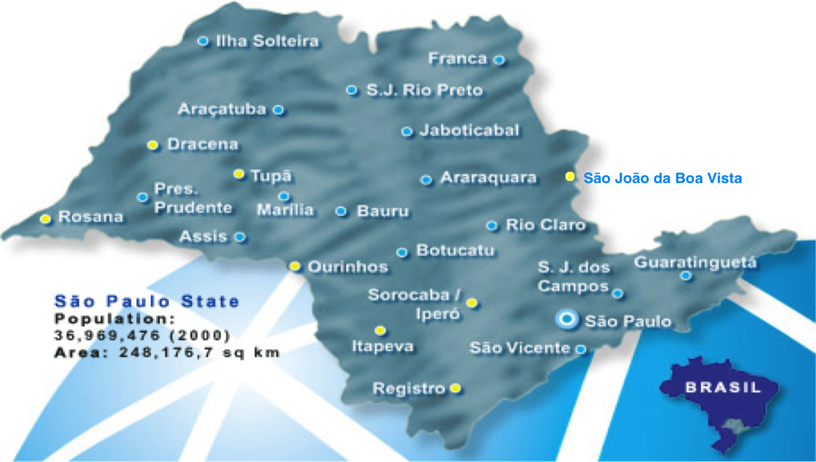 Ilha Solteira
Franca
S.J. Rio Preto
Araçatuba
Jaboticabal
Dracena
Tupã
Araraquara
São João da Boa Vista
Pres.
Prudente
Marília
Bauru
Rosana
Rio Claro
Assis
Botucatu
Ourinhos
Guaratinguetá
S. J. dos
Campos
Sorocaba /
Iperó
São Paulo
Itapeva
São Vicente
Registro
São Paulo State
Population:
36,969,476 (2000)
Area: 248,176,7 sq km
BRASIL